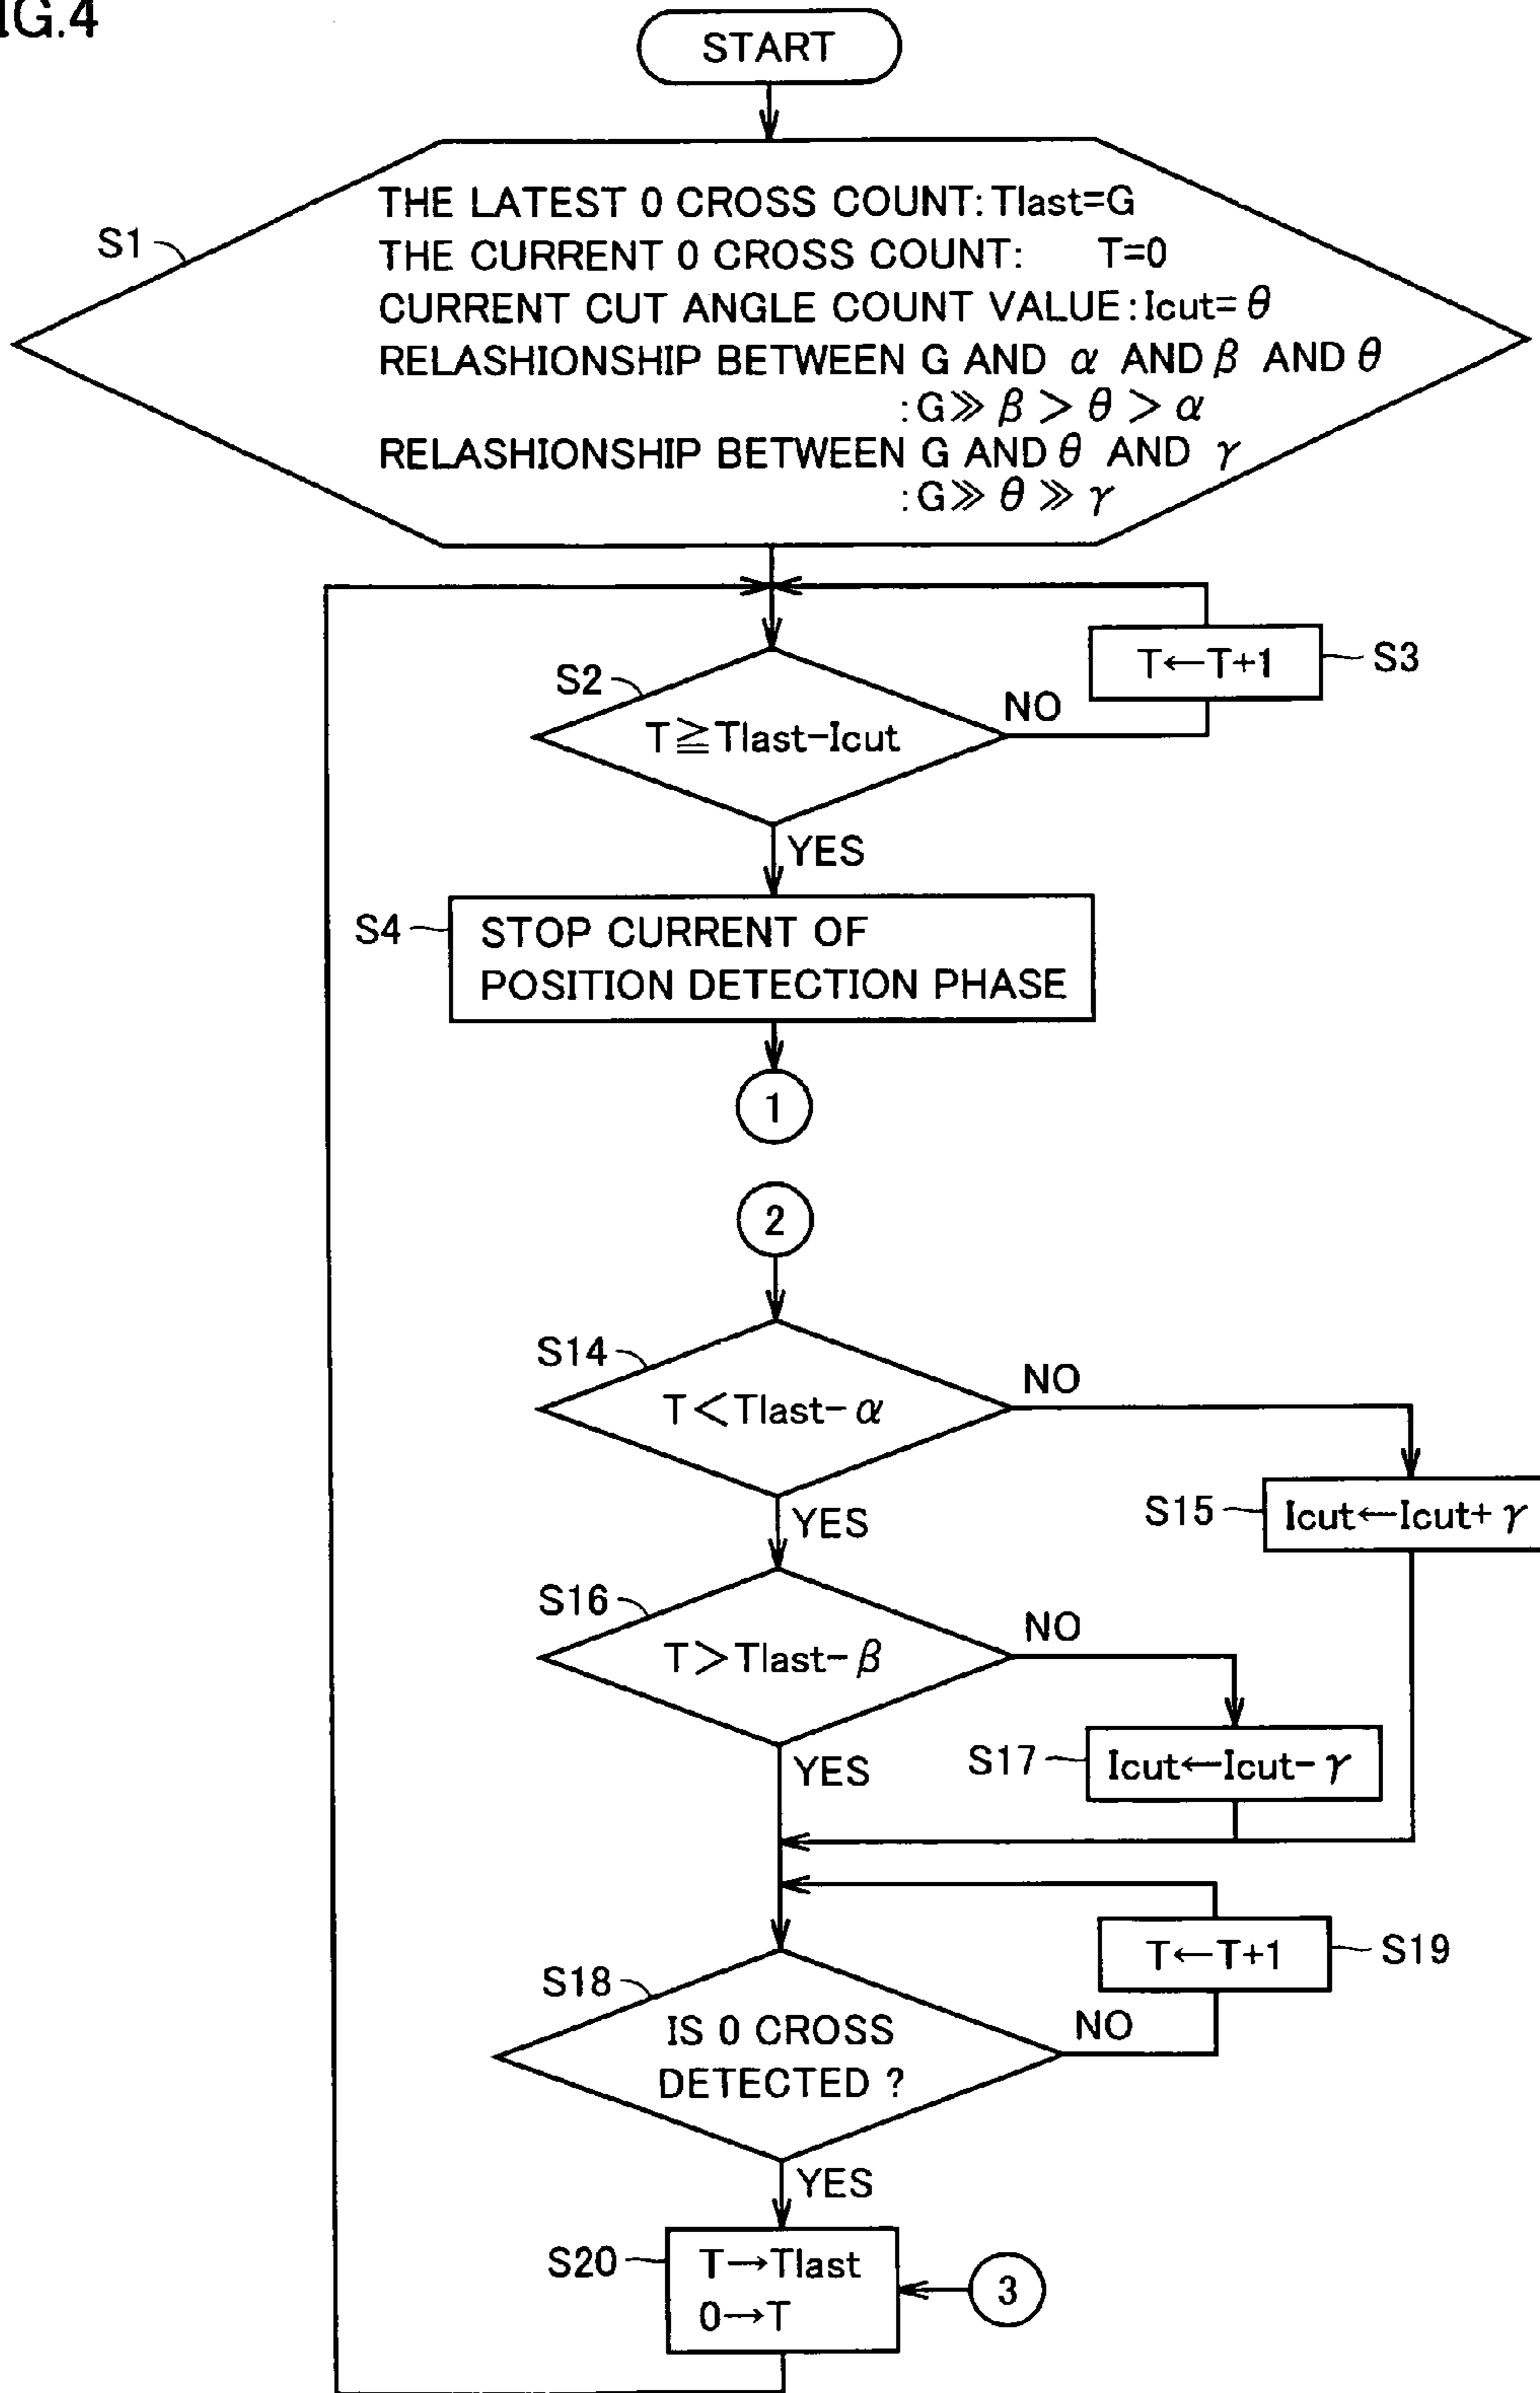 IG.4
START
S1
THE LATEST 0 CROSS COUNT: Tlast=G
THE CURRENT 0 CROSS COUNT: T=0
CURRENT CUT ANGLE COUNT VALUE: Icut=θ
RELASHIONSHIP BETWEEN G AND α AND β AND θ
:G≫β>θ>α
RELASHIONSHIP BETWEEN G AND θ AND γ
:G≫θ≫γ
T←T+1
S3
S2
NO
T≧Tlast-Icut
YES
S4
STOP CURRENT OF
POSITION DETECTION PHASE
1
2
S14
NO
T<Tlast-α
YES
S15
Icut←Icut+γ
S16
NO
T>Tlast-β
YES
S17
Icut←Icut-γ
T←T+1
S19
S18
NO
IS 0 CROSS
DETECTED ?
YES
S20
T→Tlast
0→T
3